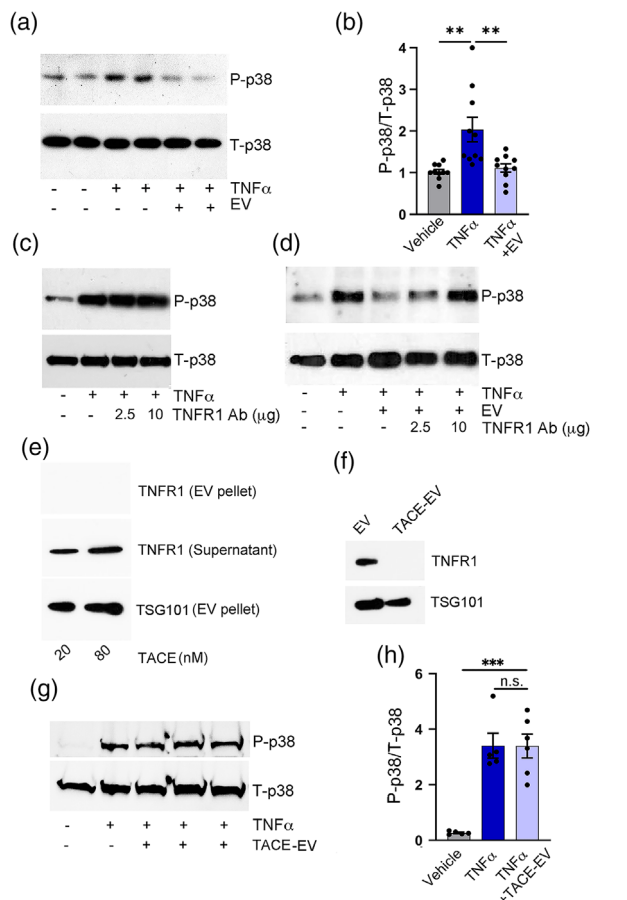 (a)
P-p38
T-p38
- - + + + + TNFα
- - - - + + EV
(b)
** **
P-p38/T-p38
4
3
2
1
0
Vehicle
TNFα
TNFα
+EV
(c)
P-p38
T-p38
- + + + TNFα
- - 2.5 10 TNFR1 Ab (μg)
(d)
P-p38
T-p38
- + + + + TNFα
- - + + + EV
- - - 2.5 10 TNFR1 Ab (μg)
(e)
TNFR1 (EV pellet)
TNFR1 (Supernatant)
TSG101 (EV pellet)
20 80 TACE (nM)
(f)
EV TACE-EV
TNFR1
TSG101
(g)
P-p38
T-p38
- + + + + TNFα
- - + + + TACE-EV
(h)
***
n.s.
P-p38/T-p38
6
4
2
0
Vehicle
TNFα
TNFα
+TACE-EV